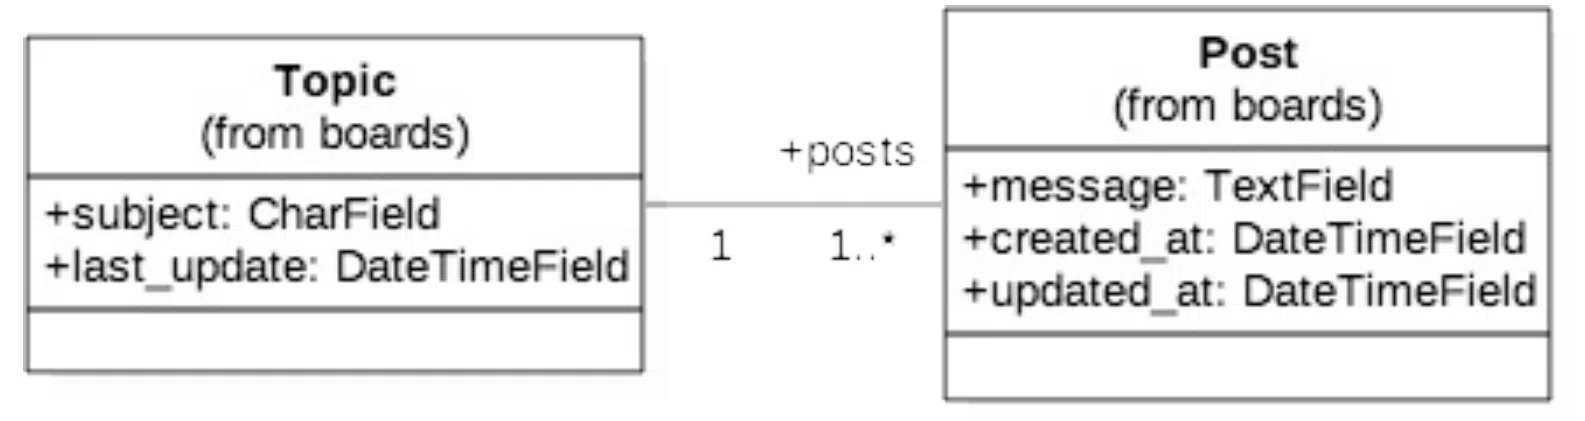 Topic
(from boards)
+subject: CharField
+last_update: DateTimeField
+posts
1
1..*
Post
(from boards)
+message: TextField
+created_at: DateTimeField
+updated_at: DateTimeField